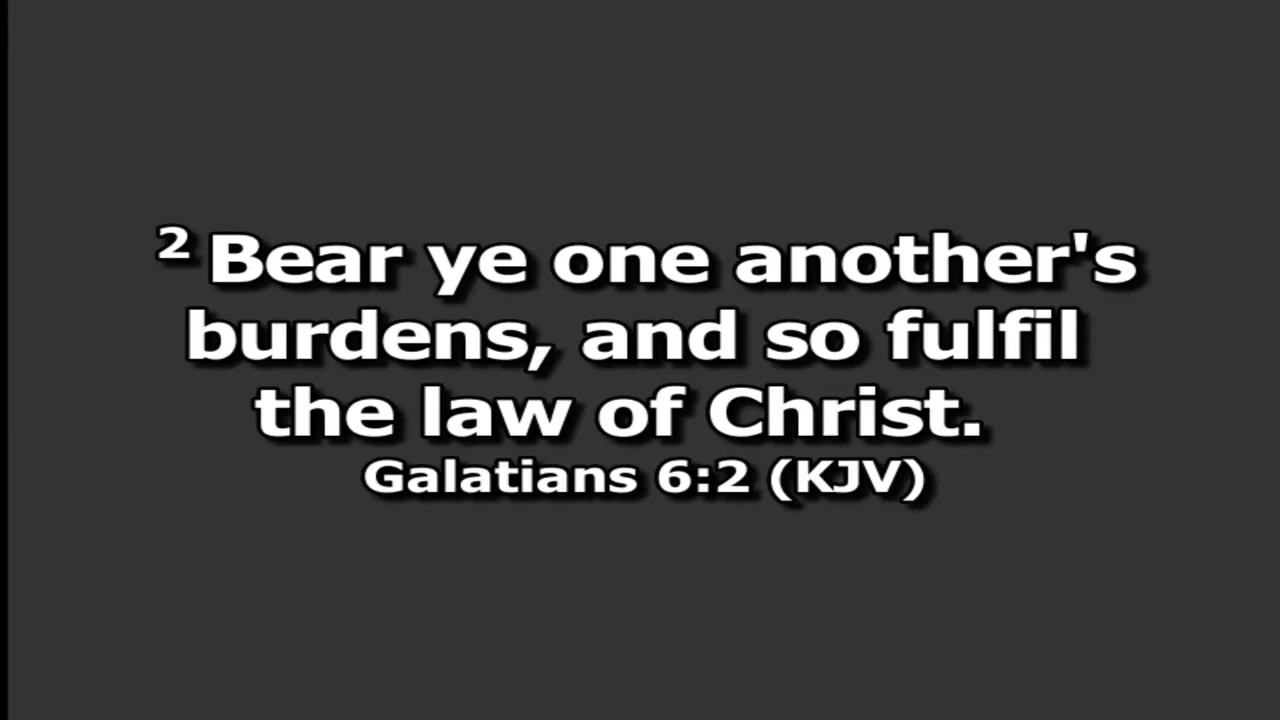 ² Bear ye one another's
burdens, and so fulfil
the law of Christ.
Galatians 6:2 (KJV)